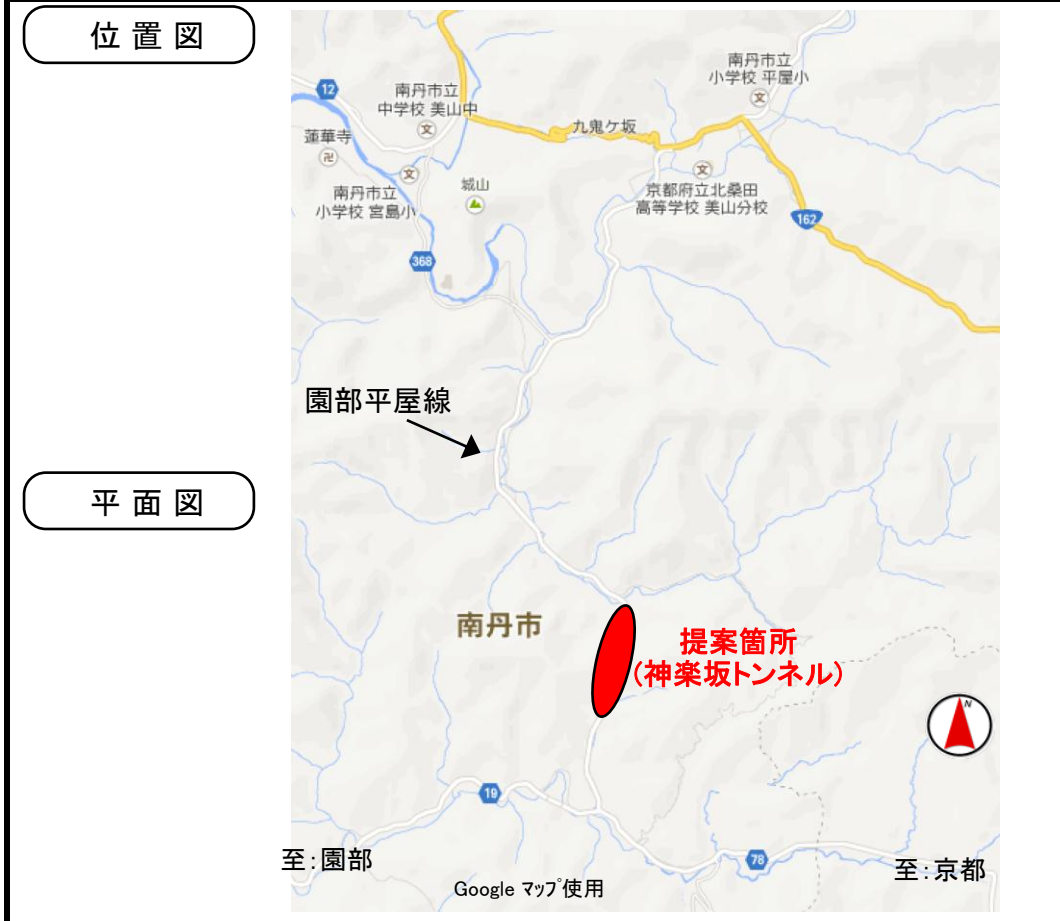 位置図
南丹市立
小学校 平屋小
12
南丹市立
中学校 美山中
九鬼ケ坂
蓮華寺
南丹市立
小学校 宮島小
城山
京都府立北桑田
高等学校 美山分校
162
368
園部平屋線
平面図
南丹市
提案箇所
(神楽坂トンネル)
N
19
78
至:園部
至:京都
Google マップ使用